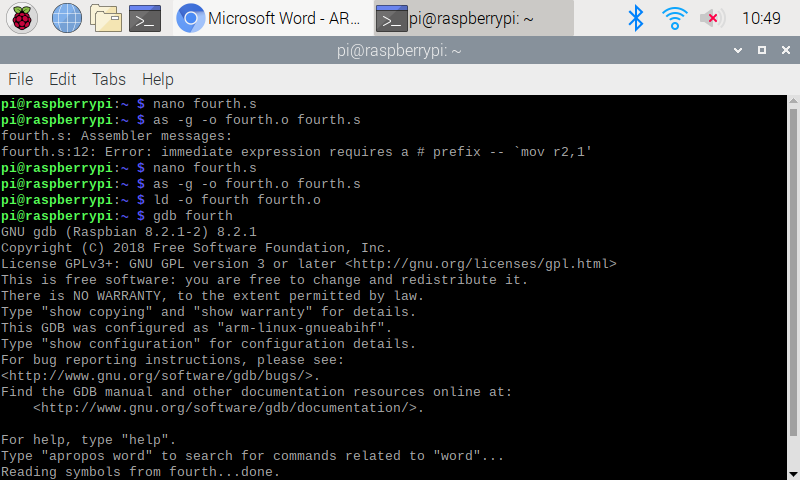 Microsoft Word - AR... pi@raspberrypi: ~ 10:49
pi@raspberrypi: ~
File Edit Tabs Help
pi@raspberrypi:~ $ nano fourth.s
pi@raspberrypi:~ $ as -g -o fourth.o fourth.s
fourth.s: Assembler messages:
fourth.s:12: Error: immediate expression requires a # prefix -- `mov r2,1'
pi@raspberrypi:~ $ nano fourth.s
pi@raspberrypi:~ $ as -g -o fourth.o fourth.s
pi@raspberrypi:~ $ ld -o fourth fourth.o
pi@raspberrypi:~ $ gdb fourth
GNU gdb (Raspbian 8.2.1-2) 8.2.1
Copyright (C) 2018 Free Software Foundation, Inc.
License GPLv3+: GNU GPL version 3 or later <http://gnu.org/licenses/gpl.html>
This is free software: you are free to change and redistribute it.
There is NO WARRANTY, to the extent permitted by law.
Type "show copying" and "show warranty" for details.
This GDB was configured as "arm-linux-gnueabihf".
Type "show configuration" for configuration details.
For bug reporting instructions, please see:
<http://www.gnu.org/software/gdb/bugs/>.
Find the GDB manual and other documentation resources online at:
    <http://www.gnu.org/software/gdb/documentation/>.

For help, type "help".
Type "apropos word" to search for commands related to "word"...
Reading symbols from fourth...done.